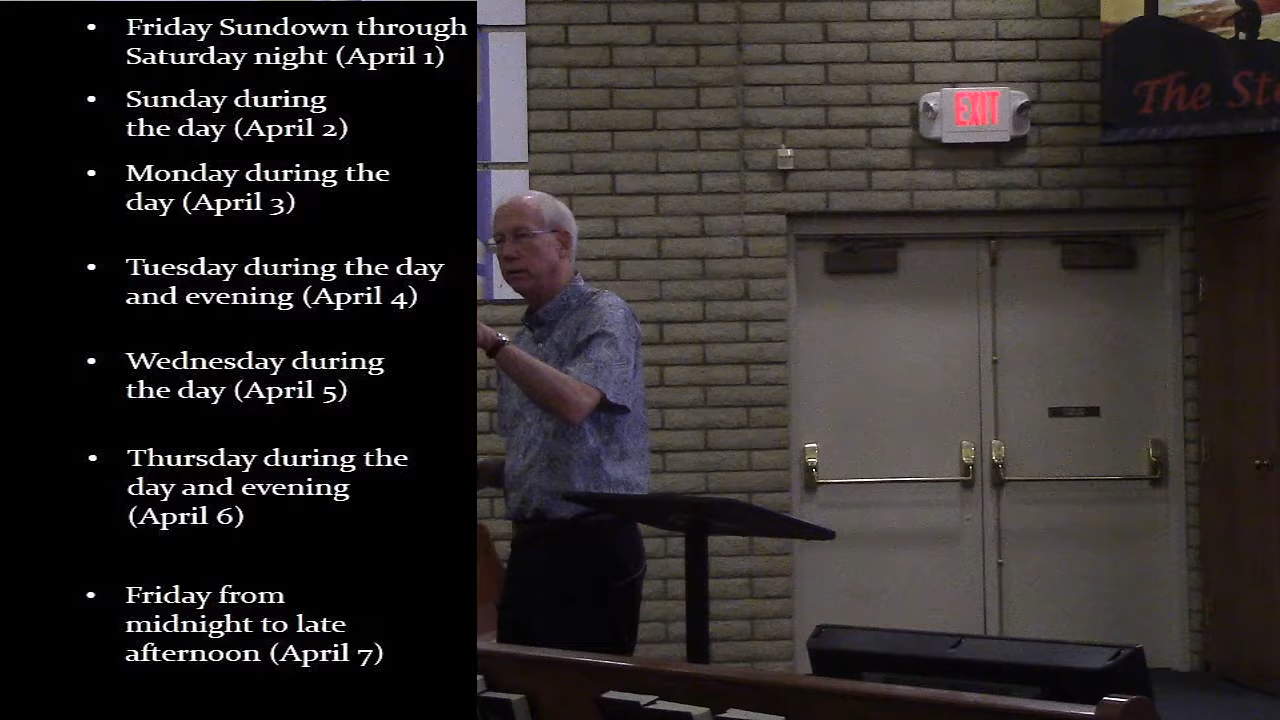 • Friday Sundown through
Saturday night (April 1)
• Sunday during
the day (April 2)
• Monday during the
day (April 3)
• Tuesday during the day
and evening (April 4)
• Wednesday during
the day (April 5)
• Thursday during the
day and evening
(April 6)
• Friday from
midnight to late
afternoon (April 7)
EXIT
The